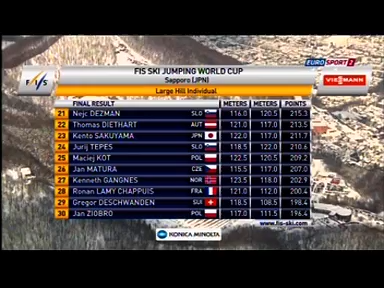 FIS SKI JUMPING WORLD CUP
Sapporo (JPN)
Large Hill Individual
F I S
VIESSMANN
EUROSPORT 2
FINAL RESULT METERS METERS POINTS
21 Nejc DEZMAN SLO 116.0 120.5 215.3
22 Thomas DIETHART AUT 121.0 117.0 213.5
23 Kento SAKUYAMA JPN 122.0 117.0 211.7
24 Jurij TEPES SLO 118.5 122.0 210.6
25 Maciej KOT POL 122.5 120.5 209.2
26 Jan MATURA CZE 115.5 116.5 207.0
27 Kenneth GANGNES NOR 123.5 118.0 202.9
28 Ronan LAMY CHAPPUIS FRA 121.0 112.0 200.4
29 Gregor DESCHWANDEN SUI 118.5 108.5 198.4
30 Jan ZIOBRO POL 117.0 111.5 196.4
www.fis-ski.com
KONICA MINOLTA